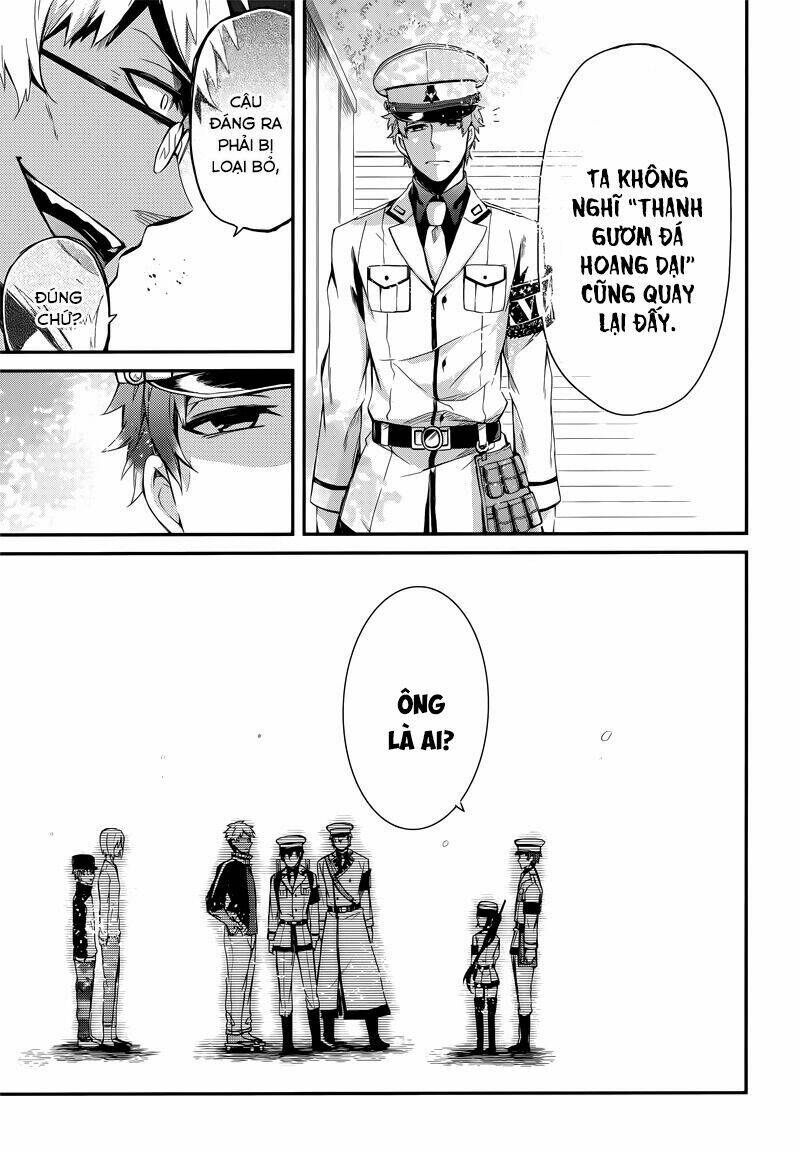 TA KHÔNG
NGHĨ “THANH
GƯƠM ĐÁ
HOANG DẠI”
CŨNG QUAY
LẠI ĐẤY.
CẬU
ĐÁNG RA
PHẢI BỊ
LOẠI BỎ,
ĐÚNG
CHỨ?
ÔNG
LÀ AI?